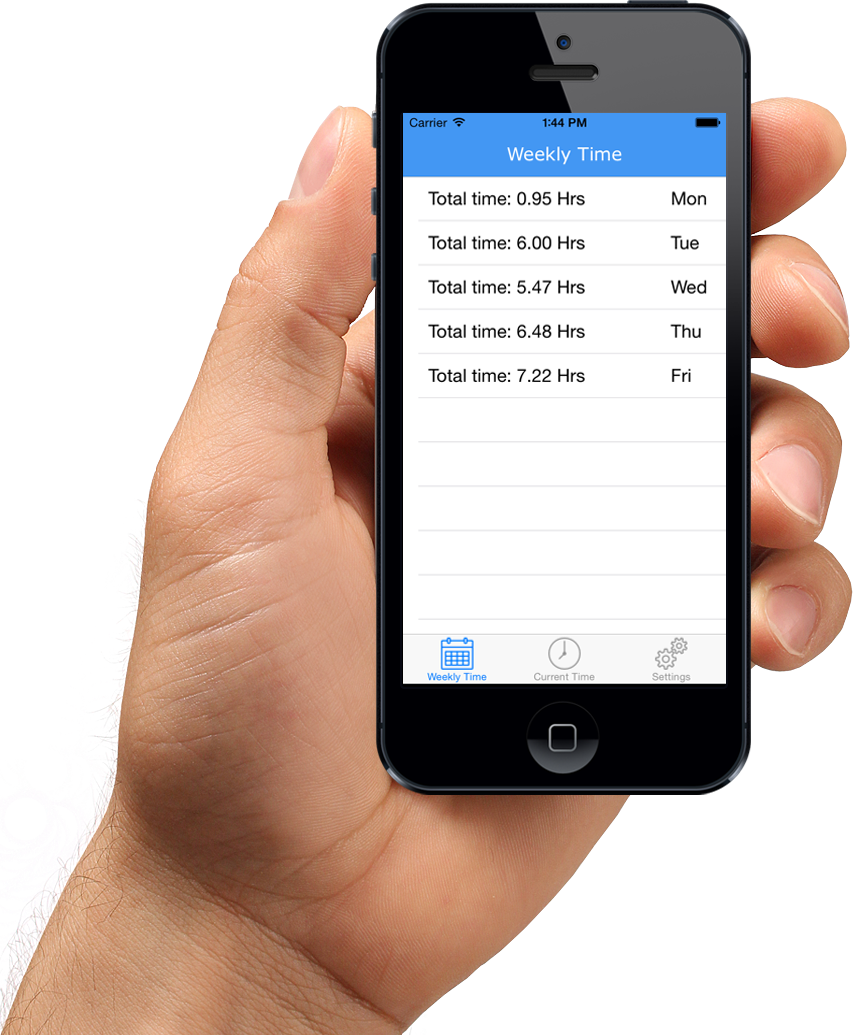 Carrier 1:44 PM
Weekly Time
Total time: 0.95 Hrs Mon
Total time: 6.00 Hrs Tue
Total time: 5.47 Hrs Wed
Total time: 6.48 Hrs Thu
Total time: 7.22 Hrs Fri
Weekly Time Current Time Settings